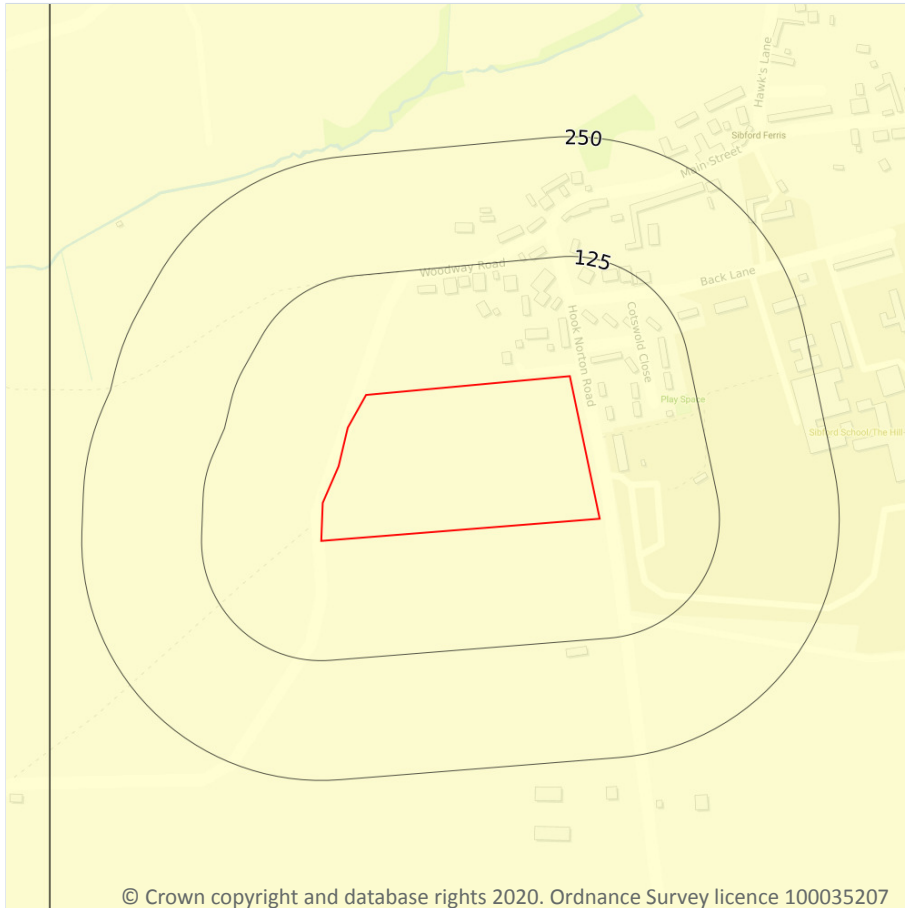 Hawk's Lane
Sibford Ferris
250
Main Street
125
Woodway Road
Back Lane
Hook Norton Road
Cotswold Close
Play Space
Sibford School/The Hill
© Crown copyright and database rights 2020. Ordnance Survey licence 100035207